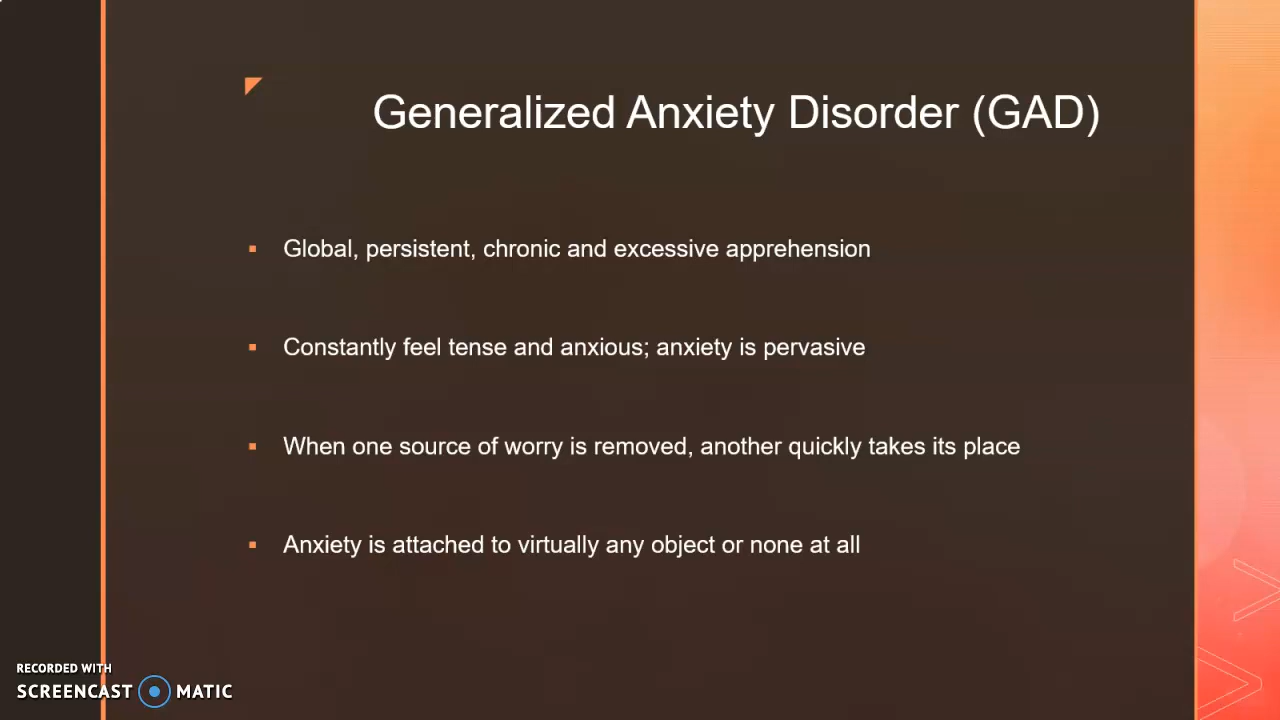 Generalized Anxiety Disorder (GAD)
▪ Global, persistent, chronic and excessive apprehension
▪ Constantly feel tense and anxious; anxiety is pervasive
▪ When one source of worry is removed, another quickly takes its place
▪ Anxiety is attached to virtually any object or none at all
RECORDED WITH
SCREENCAST MATIC